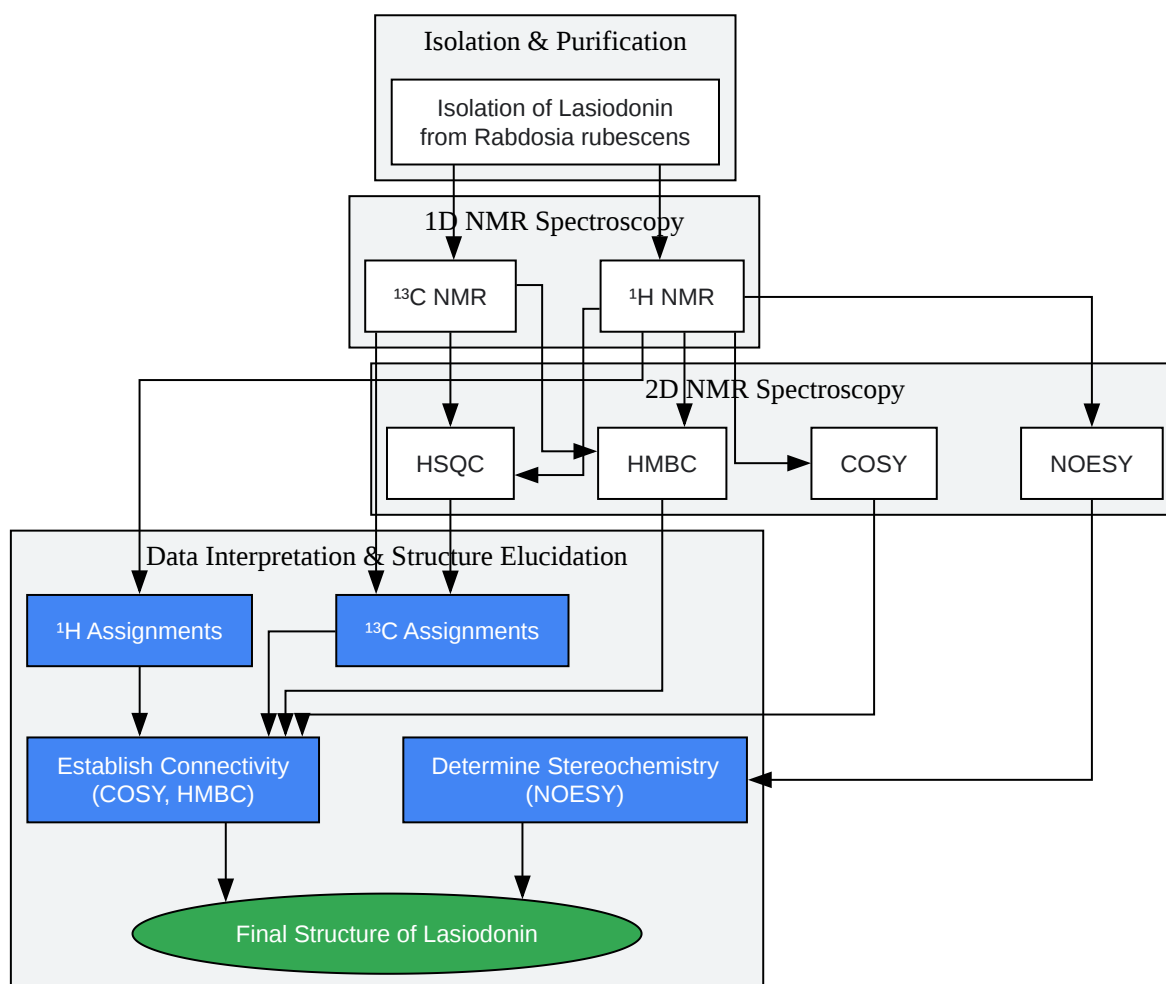 Isolation & Purification
Isolation of Lasiodonin
from Rabdosia rubescens
1D NMR Spectroscopy
¹³C NMR
¹H NMR
2D NMR Spectroscopy
HSQC
HMBC
COSY
NOESY
Data Interpretation & Structure Elucidation
¹H Assignments
¹³C Assignments
Establish Connectivity
(COSY, HMBC)
Determine Stereochemistry
(NOESY)
Final Structure of Lasiodonin